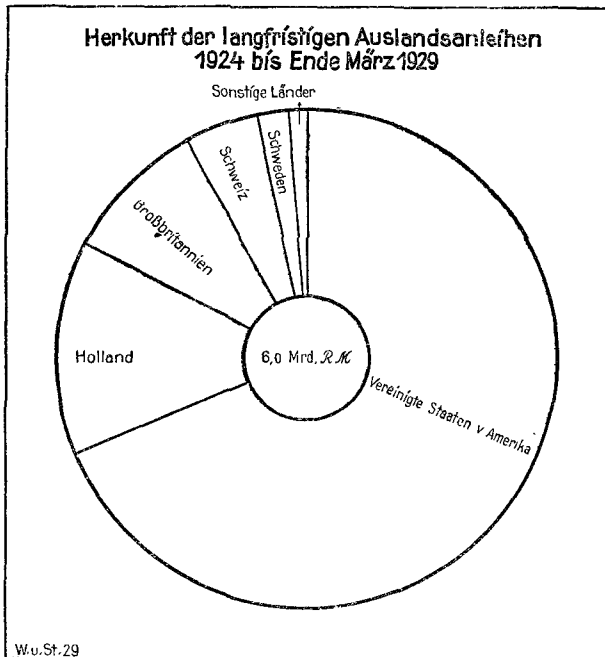 Herkunft der langfristigen Auslandsanleihen
1924 bis Ende März 1929
Sonstige Länder
Schweden
Schweiz
Großbritannien
Holland
6,0 Mrd. RM
Vereinigte Staaten v Amerika
W.u.St.29